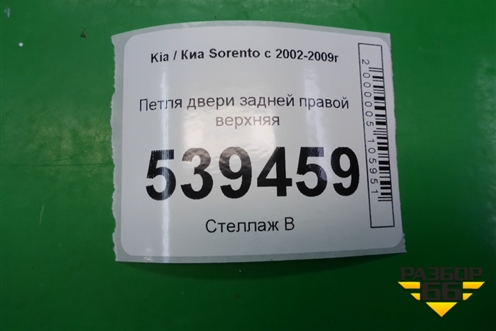 Kia / Киа Sorento с 2002-2009г
Петля двери задней правой
верхняя
539459
Стеллаж В
2000005105951
РАЗБОР
66